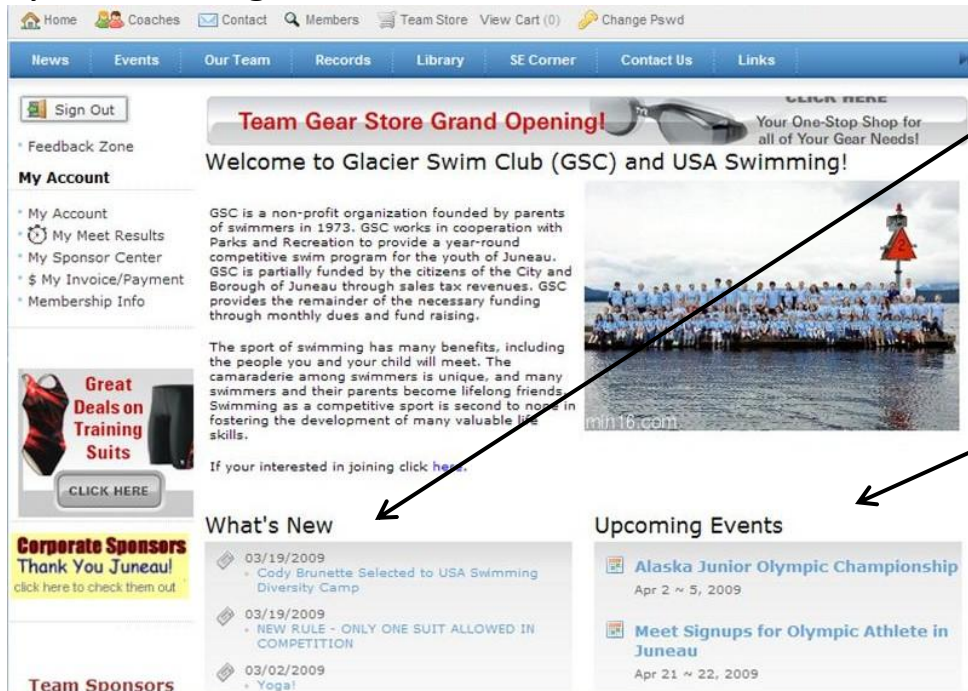 Home Coaches Contact Members Team Store View Cart (0) Change Pswd
News Events Our Team Records Library SE Corner Contact Us Links
Sign Out
Feedback Zone
My Account
My Account
My Meet Results
My Sponsor Center
$ My Invoice/Payment
Membership Info
Great
Deals on
Training
Suits
CLICK HERE
Corporate Sponsors
Thank You Juneau!
click here to check them out
Team Sponsors
Team Gear Store Grand Opening!
CLICK HERE
Your One-Stop Shop for
all of Your Gear Needs!
Welcome to Glacier Swim Club (GSC) and USA Swimming!
GSC is a non-profit organization founded by parents
of swimmers in 1973. GSC works in cooperation with
Parks and Recreation to provide a year-round
competitive swim program for the youth of Juneau.
GSC is partially funded by the citizens of the City and
Borough of Juneau through sales tax revenues. GSC
provides the remainder of the necessary funding
through monthly dues and fund raising.
The sport of swimming has many benefits, including
the people you and your child will meet. The
camaraderie among swimmers is unique, and many
swimmers and their parents become lifelong friends.
Swimming as a competitive sport is second to none in
fostering the development of many valuable life
skills.
If your interested in joining click here.
2
What's New
03/19/2009
Cody Brunette Selected to USA Swimming
Diversity Camp
03/19/2009
NEW RULE - ONLY ONE SUIT ALLOWED IN
COMPETITION
03/02/2009
Yoga!
Upcoming Events
Alaska Junior Olympic Championship
Apr 2 ~ 5, 2009
Meet Signups for Olympic Athlete in
Juneau
Apr 21 ~ 22, 2009